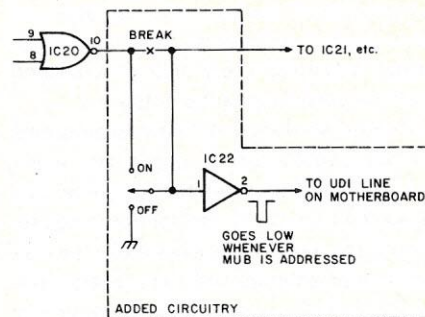 9
8
IC20
10
BREAK
TO IC21, etc.
ON
OFF
IC22
1
2
TO UDI LINE
ON MOTHERBOARD
GOES LOW
WHENEVER
MUB IS ADDRESSED
ADDED CIRCUITRY